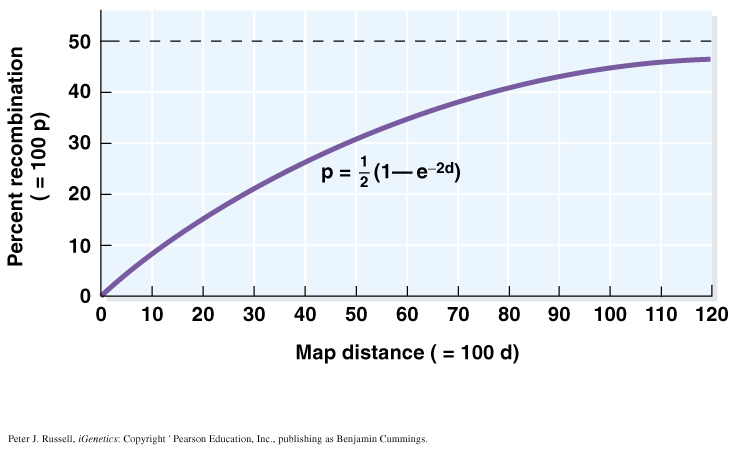 Percent recombination
( = 100 p)
50
40
30
20
10
0
p = 1/2 (1— e⁻²ᵈ)
0 10 20 30 40 50 60 70 80 90 100 110 120
Map distance ( = 100 d)
Peter J. Russell, iGenetics: Copyright ' Pearson Education, Inc., publishing as Benjamin Cummings.